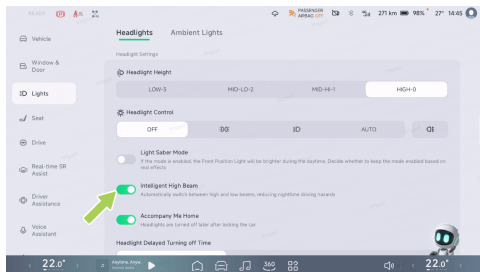 READY
PASSENGER
AIRBAG OFF
271 km
98%
27°
14:45
Headlights
Ambient Lights
Vehicle
Window &
Door
Lights
Seat
Drive
Real-time SR
Assist
Driver
Assistance
Voice
Assistant
Headlight Settings
Headlight Height
LOW-3
MID-LO-2
MID-HI-1
HIGH-0
Headlight Control
OFF
AUTO
Light Saber Mode
If the mode is enabled, the Front Position Light will be brighter during the daytime. Decide whether to keep the mode enabled based on
real effects
Intelligent High Beam
Automatically switch between high and low beams, reducing nighttime driving hazards
Accompany Me Home
Headlights are turned off later after locking the car
Headlight Delayed Turning off Time
22.0°
Anytime, Anyw
360
22.0°